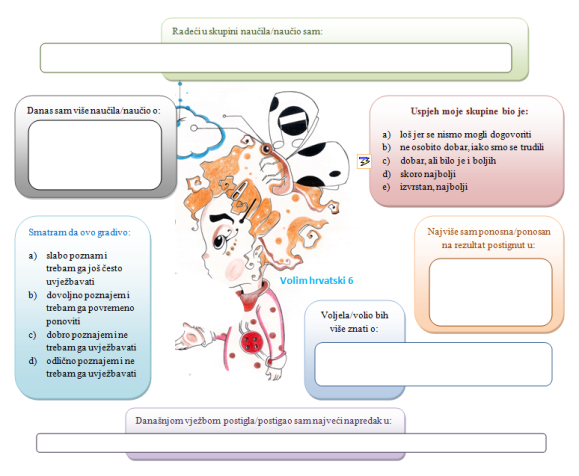 Radeći u skupini naučila/naučio sam:
Danas sam više naučila/naučio o:
Uspjeh moje skupine bio je:
a) loš jer se nismo mogli dogovoriti
b) ne osobito dobar, iako smo se trudili
c) dobar, ali bilo je i boljih
d) skoro najbolji
e) izvrstan, najbolji
Smatram da ovo gradivo:
a) slabo poznam i
trebam ga još često
uvježbavati
b) dovoljno poznajem i
trebam ga povremeno
ponoviti
c) dobro poznajem i ne
trebam ga uvježbavati
d) odlično poznajem i ne
trebam ga uvježbavati
Najviše sam ponosna/ponosan
na rezultat postignut u:
Volim hrvatski 6
Voljela/volio bih
više znati o:
Današnjom vježbom postigla/postigao sam najveći napredak u: